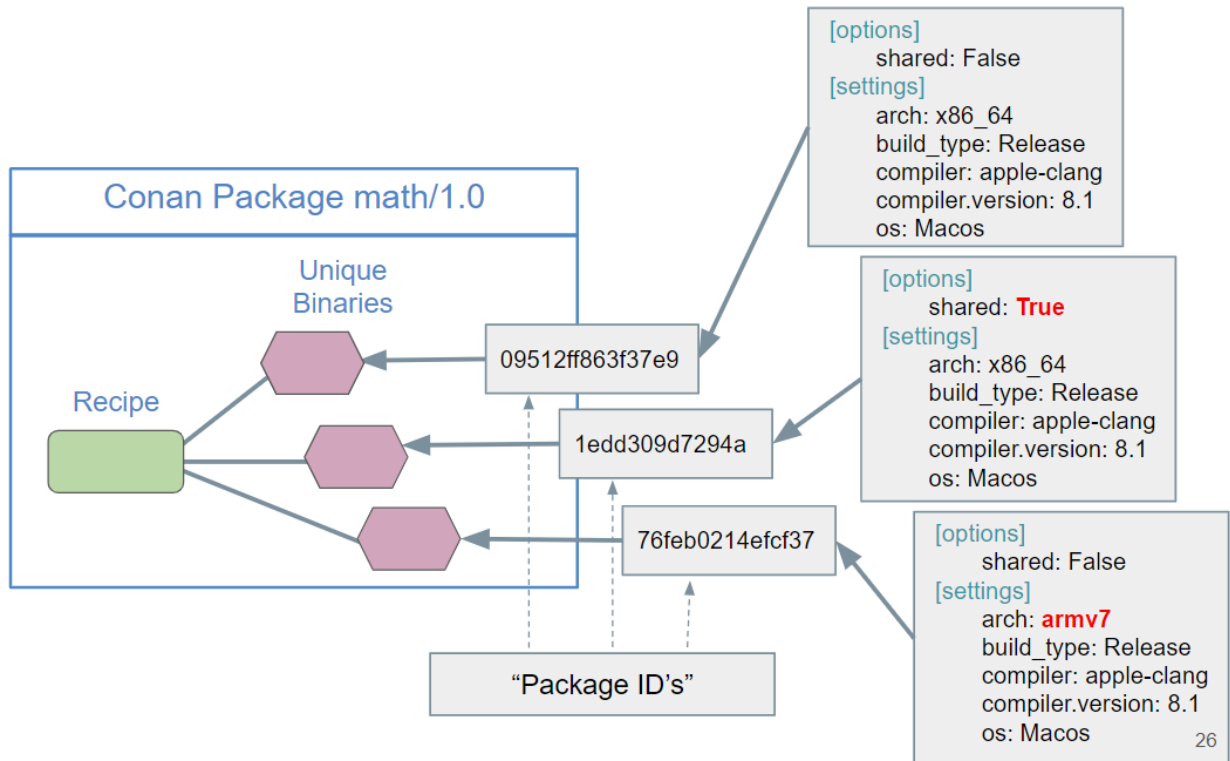 [options]
shared: False
[settings]
arch: x86_64
build_type: Release
compiler: apple-clang
compiler.version: 8.1
os: Macos
Conan Package math/1.0
Unique
Binaries
Recipe
09512ff863f37e9
1edd309d7294a
76feb0214efcf37
[options]
shared: True
[settings]
arch: x86_64
build_type: Release
compiler: apple-clang
compiler.version: 8.1
os: Macos
[options]
shared: False
[settings]
arch: armv7
build_type: Release
compiler: apple-clang
compiler.version: 8.1
os: Macos
“Package ID’s”
26